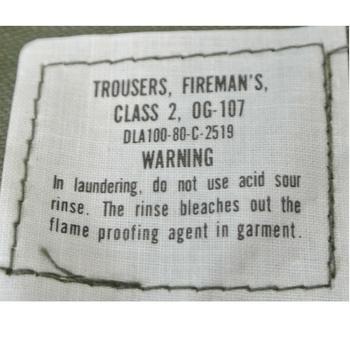 TROUSERS, FIREMAN'S,
CLASS 2, OG-107
DLA100-80-C-2519
WARNING
In laundering, do not use acid sour
rinse. The rinse bleaches out the
flame proofing agent in garment.